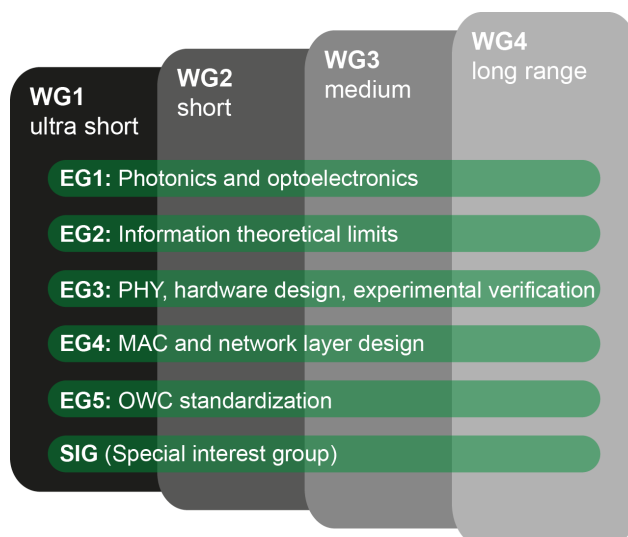 WG1
ultra short
WG2
short
WG3
medium
WG4
long range
EG1: Photonics and optoelectronics
EG2: Information theoretical limits
EG3: PHY, hardware design, experimental verification
EG4: MAC and network layer design
EG5: OWC standardization
SIG (Special interest group)